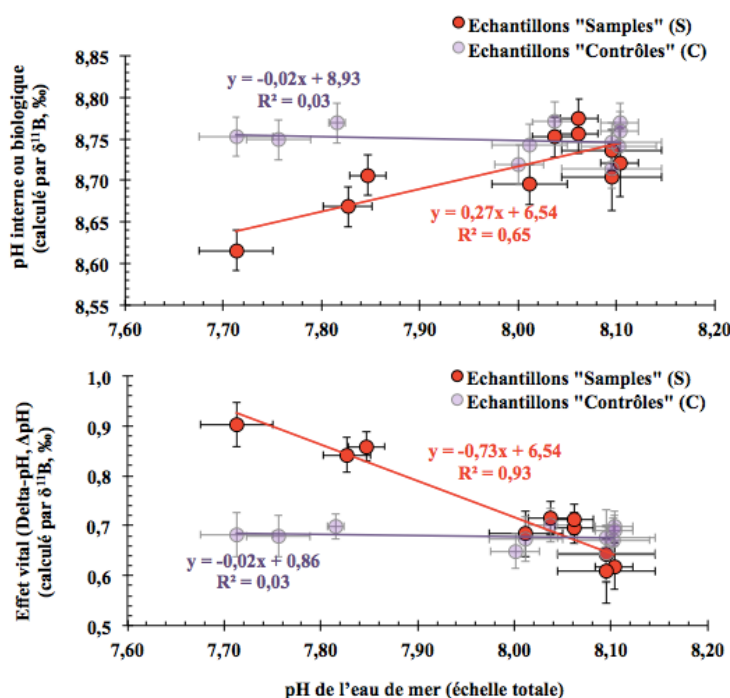 Echantillons "Samples" (S)
Echantillons "Contrôles" (C)
pH interne ou biologique
(calculé par δ¹¹B, ‰)
8,85
8,80
8,75
8,70
8,65
8,60
8,55
y = -0,02x + 8,93
R² = 0,03
y = 0,27x + 6,54
R² = 0,65
7,60 7,70 7,80 7,90 8,00 8,10 8,20
Echantillons "Samples" (S)
Echantillons "Contrôles" (C)
Effet vital (Delta-pH, ΔpH)
(calculé par δ¹¹B, ‰)
1,0
0,9
0,8
0,7
0,6
0,5
y = -0,73x + 6,54
R² = 0,93
y = -0,02x + 0,86
R² = 0,03
7,60 7,70 7,80 7,90 8,00 8,10 8,20
pH de l'eau de mer (échelle totale)